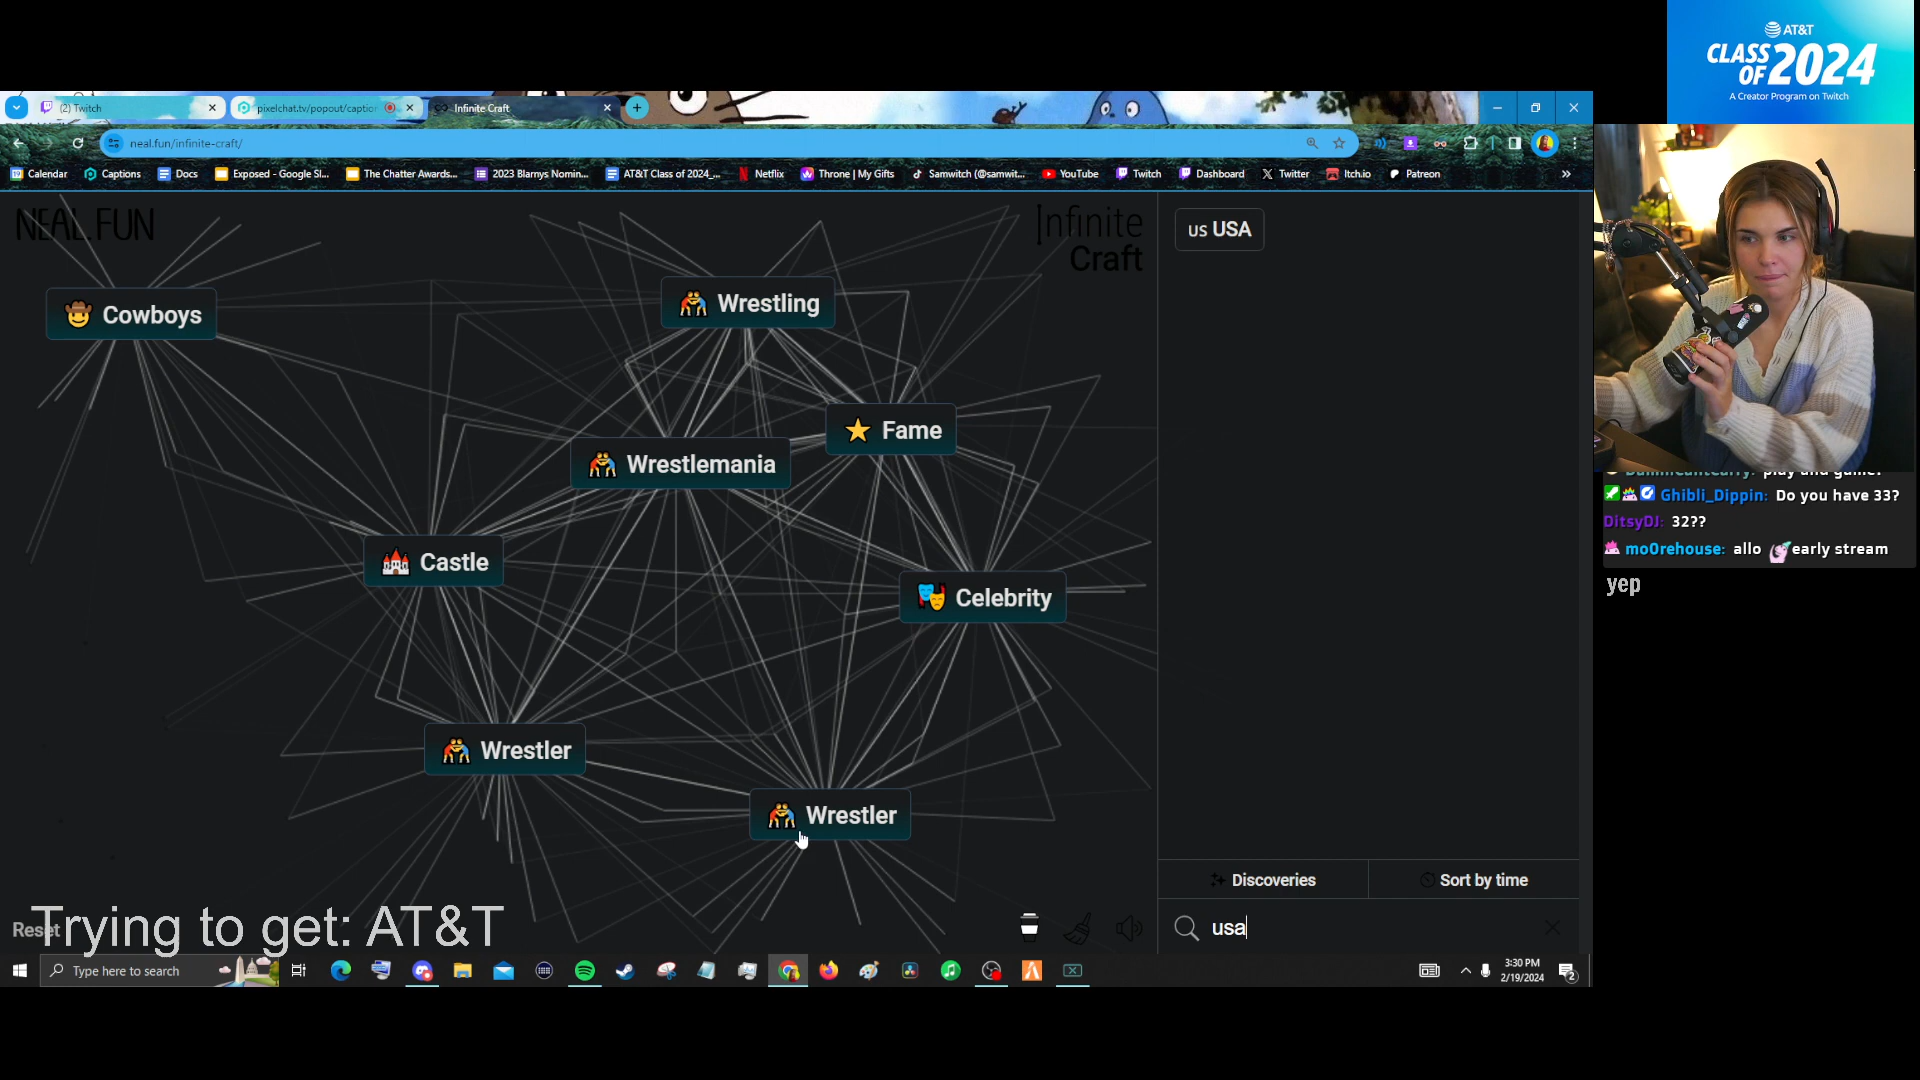 AT&T
CLASS
OF 2024
A Creator Program on Twitch
(2) Twitch
pixelchat.tv/popout/captio
Infinite Craft
neal.fun/infinite-craft/
Calendar
Captions
Docs
Exposed - Google Sl...
The Chatter Awards...
2023 Blarnys Nomin...
AT&T Class of 2024_...
Netflix
Throne | My Gifts
Samwitch (@samwit...
YouTube
Twitch
Dashboard
Twitter
Itch.io
Patreon
NEAL.FUN
Infinite
Craft
us USA
Cowboys
Wrestling
Fame
Wrestlemania
Castle
Celebrity
Wrestler
Wrestler
Ghibli_Dippin: Do you have 33?
DitsyDJ: 32??
mo0rehouse: allo early stream
yep
Discoveries
Sort by time
Reset
Trying to get: AT&T
usa
Type here to search
3:30 PM
2/19/2024
2